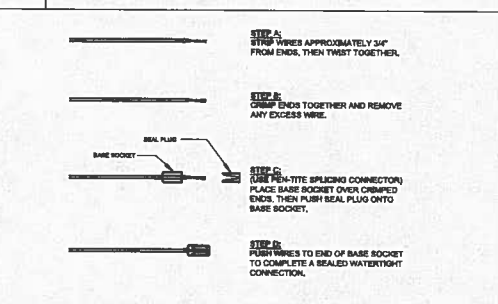 STEP A:
STRIP WIRES APPROXIMATELY 3/4"
FROM ENDS, THEN TWIST TOGETHER.
STEP B:
CRIMP ENDS TOGETHER AND REMOVE
ANY EXCESS WIRE.
SEAL PLUG
BASE SOCKET
STEP C:
(USE PEN-TITE SPLICING CONNECTOR)
PLACE BASE SOCKET OVER CRIMPED
ENDS, THEN PUSH SEAL PLUG ONTO
BASE SOCKET.
STEP D:
PUSH WIRES TO END OF BASE SOCKET
TO COMPLETE A SEALED WATERTIGHT
CONNECTION.